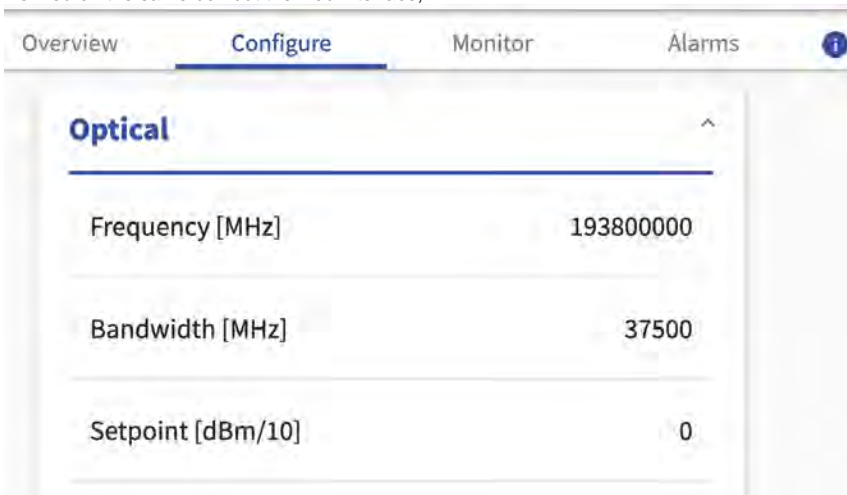 Overview Configure Monitor Alarms i
Optical
Frequency [MHz] 193800000
Bandwidth [MHz] 37500
Setpoint [dBm/10] 0